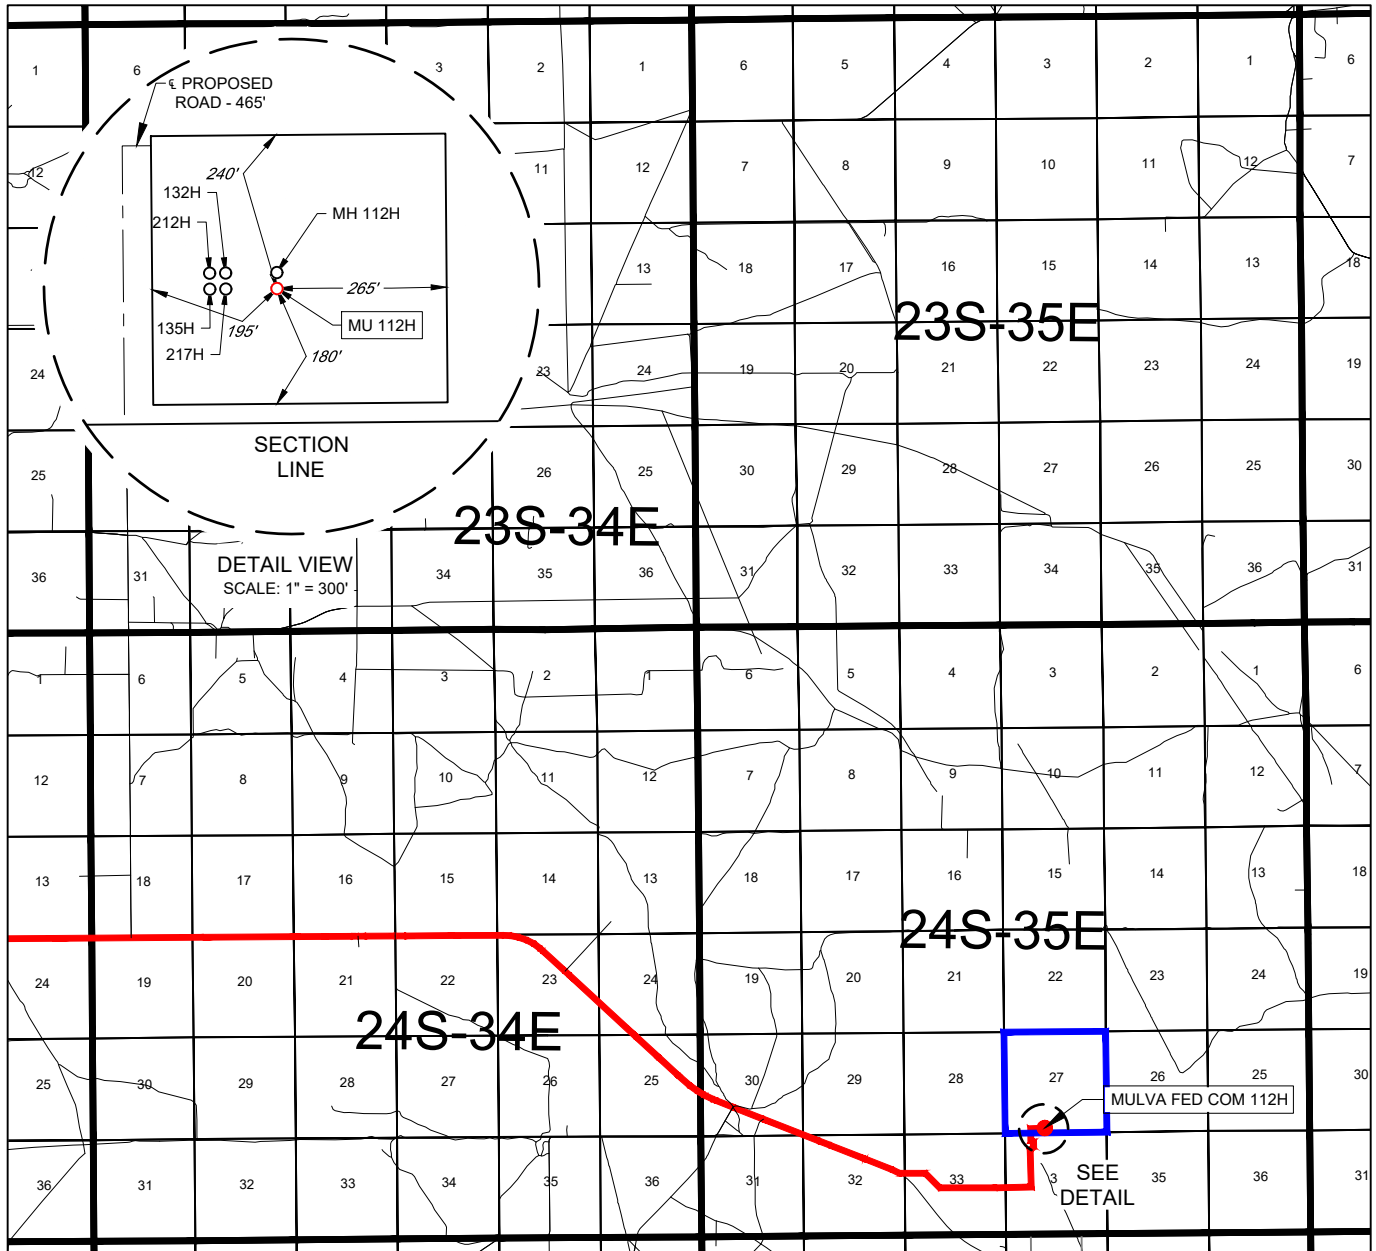 1 6 3 2 1 6 5 4 3 2 1 6
℄ PROPOSED
ROAD - 465'
12 11 12 7 8 9 10 11 12 7
240'
132H
212H
MH 112H
265'
135H
195'
MU 112H
217H
180'
13 18 17 16 15 14 13 18
23S-35E
24 23 24 19 20 21 22 23 24 19
SECTION
LINE
25 26 25 30 29 28 27 26 25 30
23S-34E
DETAIL VIEW
SCALE: 1" = 300'
36 31 34 35 36 31 32 33 34 35 36 31
1 6 5 4 3 2 1 6 5 4 3 2 1 6
12 7 8 9 10 11 12 7 8 9 10 11 12 7
13 18 17 16 15 14 13 18 17 16 15 14 13 18
24S-35E
24 19 20 21 22 23 24 19 20 21 22 23 24 19
24S-34E
25 30 29 28 27 26 25 30 29 28 27 26 25 30
MULVA FED COM 112H
36 31 32 33 34 35 36 31 32 33 3 35 36 31
SEE
DETAIL